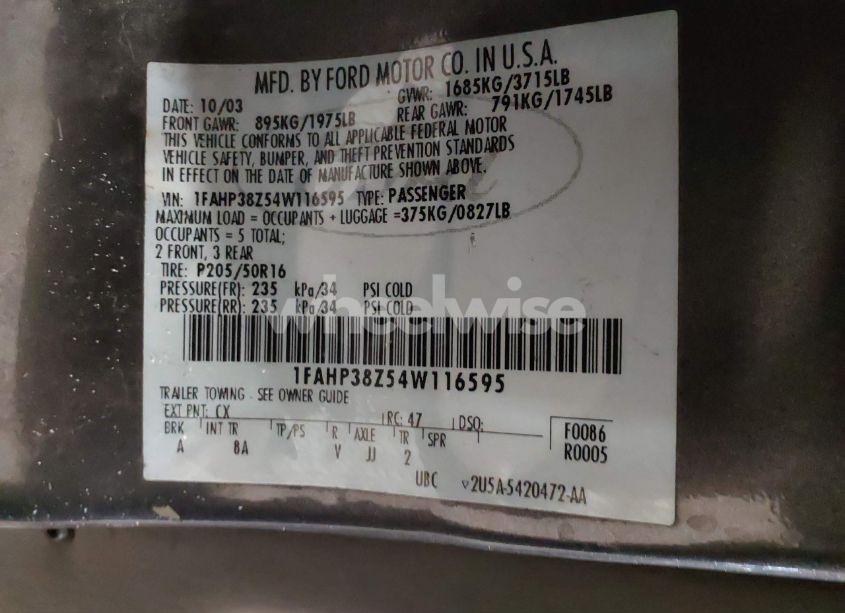 MFD. BY FORD MOTOR CO. IN U.S.A.
DATE: 10/03 GVWR: 1685KG/3715LB
FRONT GAWR: 895KG/1975LB REAR GAWR: 791KG/1745LB
THIS VEHICLE CONFORMS TO ALL APPLICABLE FEDERAL MOTOR
VEHICLE SAFETY, BUMPER, AND THEFT PREVENTION STANDARDS
IN EFFECT ON THE DATE OF MANUFACTURE SHOWN ABOVE.
VIN: 1FAHP38Z54W116595 TYPE: PASSENGER
MAXIMUM LOAD = OCCUPANTS + LUGGAGE =375KG/0827LB
OCCUPANTS = 5 TOTAL;
2 FRONT, 3 REAR
TIRE: P205/50R16
PRESSURE(FR): 235 kPa/34 PSI COLD
PRESSURE(RR): 235 kPa/34 PSI COLD
wheelwise
1FAHP38Z54W116595
TRAILER TOWING - SEE OWNER GUIDE
EXT PNT: CX RC: 47 DSO:
BRK INT TR TP/PS R AXLE TR SPR F0086
A 8A V JJ 2 R0005
UBC v2U5A-5420472-AA